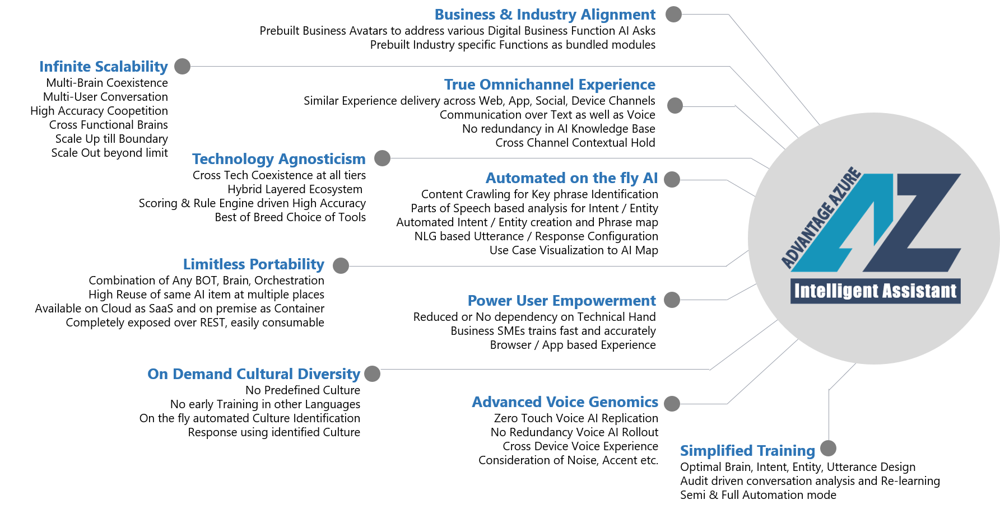 Business & Industry Alignment
Prebuilt Business Avatars to address various Digital Business Function AI Asks
Prebuilt Industry specific Functions as bundled modules
Infinite Scalability
Multi-Brain Coexistence
Multi-User Conversation
High Accuracy Coopetition
Cross Functional Brains
Scale Up till Boundary
Scale Out beyond limit
True Omnichannel Experience
Similar Experience delivery across Web, App, Social, Device Channels
Communication over Text as well as Voice
No redundancy in AI Knowledge Base
Cross Channel Contextual Hold
Technology Agnosticism
Cross Tech Coexistence at all tiers
Hybrid Layered Ecosystem
Scoring & Rule Engine driven High Accuracy
Best of Breed Choice of Tools
Automated on the fly AI
Content Crawling for Key phrase Identification
Parts of Speech based analysis for Intent / Entity
Automated Intent / Entity creation and Phrase map
NLG based Utterance / Response Configuration
Use Case Visualization to AI Map
Limitless Portability
Combination of Any BOT, Brain, Orchestration
High Reuse of same AI item at multiple places
Available on Cloud as SaaS and on premise as Container
Completely exposed over REST, easily consumable
Power User Empowerment
Reduced or No dependency on Technical Hand
Business SMEs trains fast and accurately
Browser / App based Experience
On Demand Cultural Diversity
No Predefined Culture
No early Training in other Languages
On the fly automated Culture Identification
Response using identified Culture
Advanced Voice Genomics
Zero Touch Voice AI Replication
No Redundancy Voice AI Rollout
Cross Device Voice Experience
Consideration of Noise, Accent etc.
Simplified Training
Optimal Brain, Intent, Entity, Utterance Design
Audit driven conversation analysis and Re-learning
Semi & Full Automation mode
ADVANTAGE AZURE
AZ
Intelligent Assistant